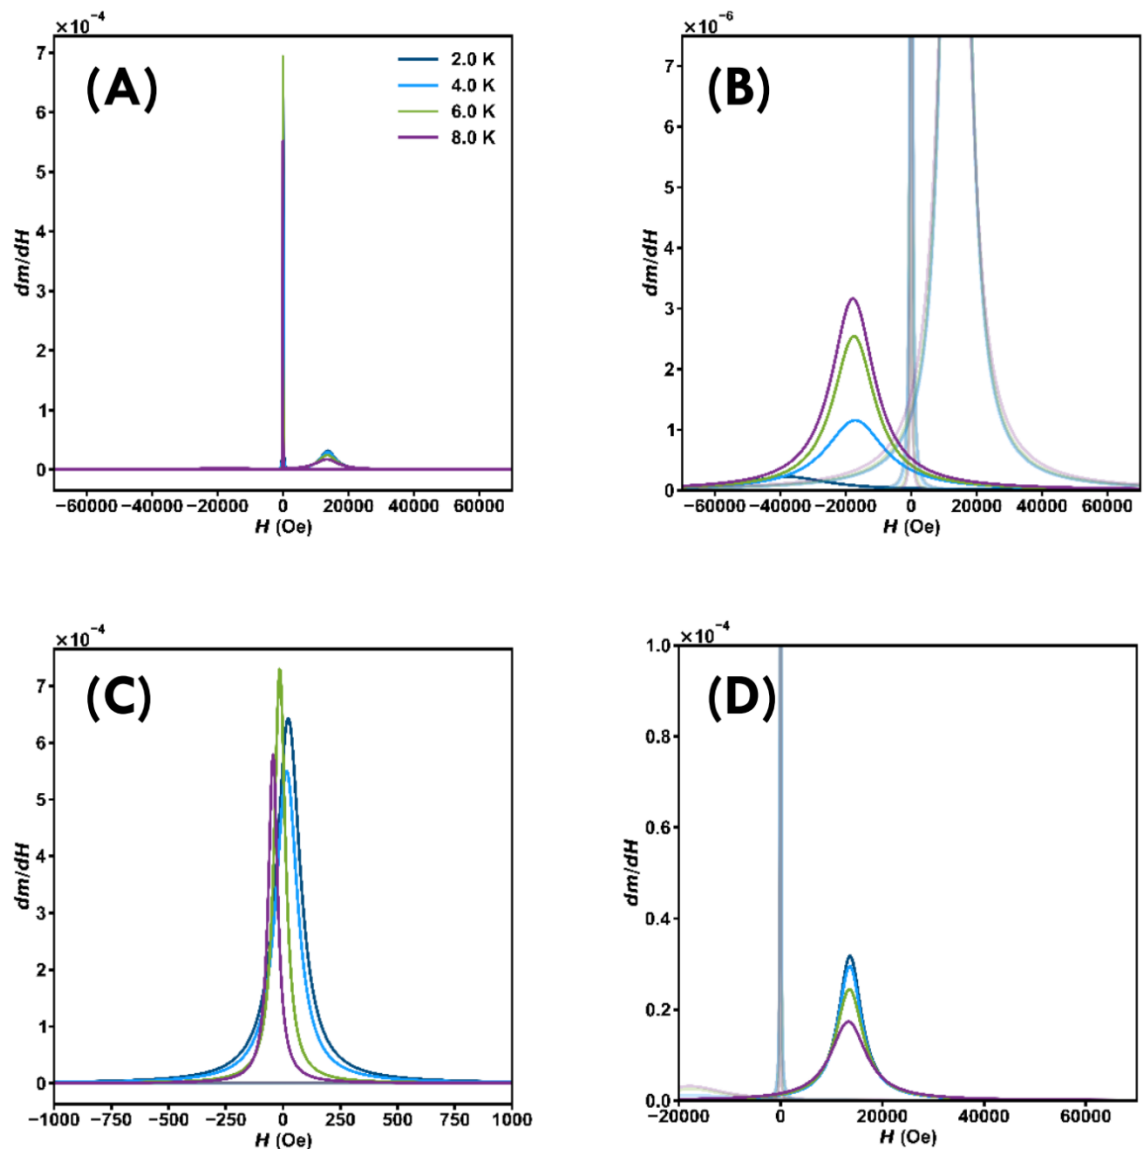 ×10⁻⁴
(A)
2.0 K
4.0 K
6.0 K
8.0 K
7
6
5
4
3
2
1
0
dm/dH
−60000 −40000 −20000 0 20000 40000 60000
H (Oe)
×10⁻⁶
(B)
7
6
5
4
3
2
1
0
dm/dH
−60000 −40000 −20000 0 20000 40000 60000
H (Oe)
×10⁻⁴
(C)
7
6
5
4
3
2
1
0
dm/dH
−1000 −750 −500 −250 0 250 500 750 1000
H (Oe)
×10⁻⁴
(D)
1.0
0.8
0.6
0.4
0.2
0.0
dm/dH
−20000 0 20000 40000 60000
H (Oe)